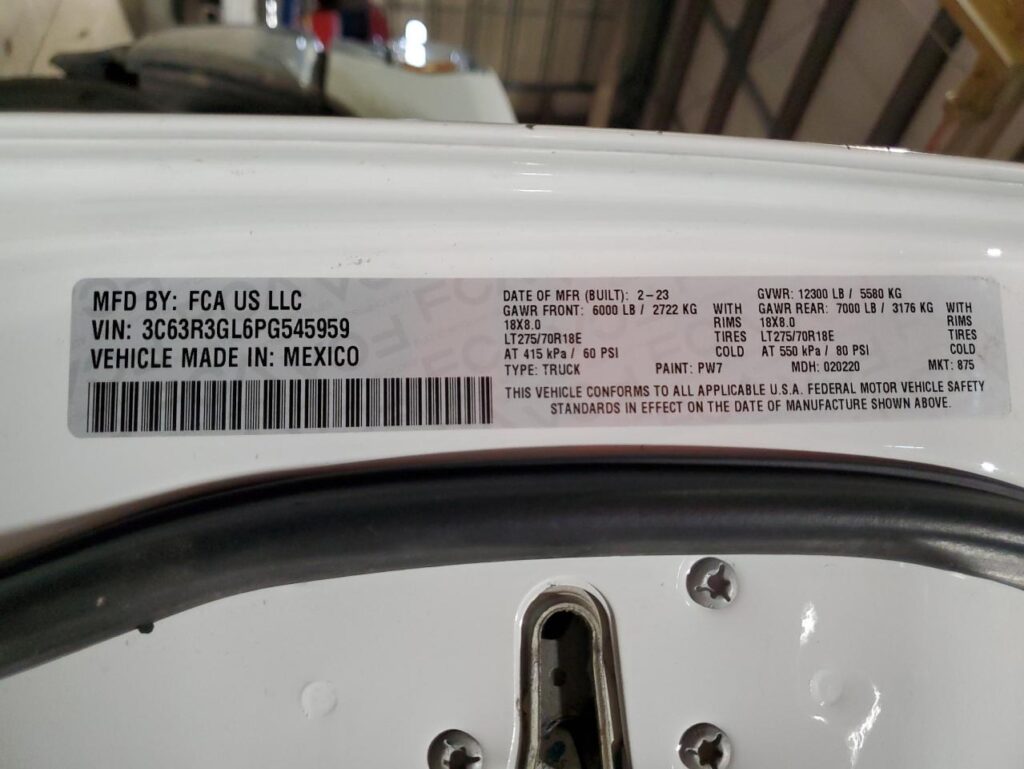 MFD BY: FCA US LLC
VIN: 3C63R3GL6PG545959
VEHICLE MADE IN: MEXICO
DATE OF MFR (BUILT): 2-23
GAWR FRONT: 6000 LB / 2722 KG WITH
18X8.0 RIMS
LT275/70R18E TIRES
AT 415 kPa / 60 PSI COLD
GVWR: 12300 LB / 5580 KG
GAWR REAR: 7000 LB / 3176 KG WITH
18X8.0 RIMS
LT275/70R18E TIRES
AT 550 kPa / 80 PSI COLD
TYPE: TRUCK PAINT: PW7 MDH: 020220 MKT: 875
THIS VEHICLE CONFORMS TO ALL APPLICABLE U.S.A. FEDERAL MOTOR VEHICLE SAFETY
STANDARDS IN EFFECT ON THE DATE OF MANUFACTURE SHOWN ABOVE.